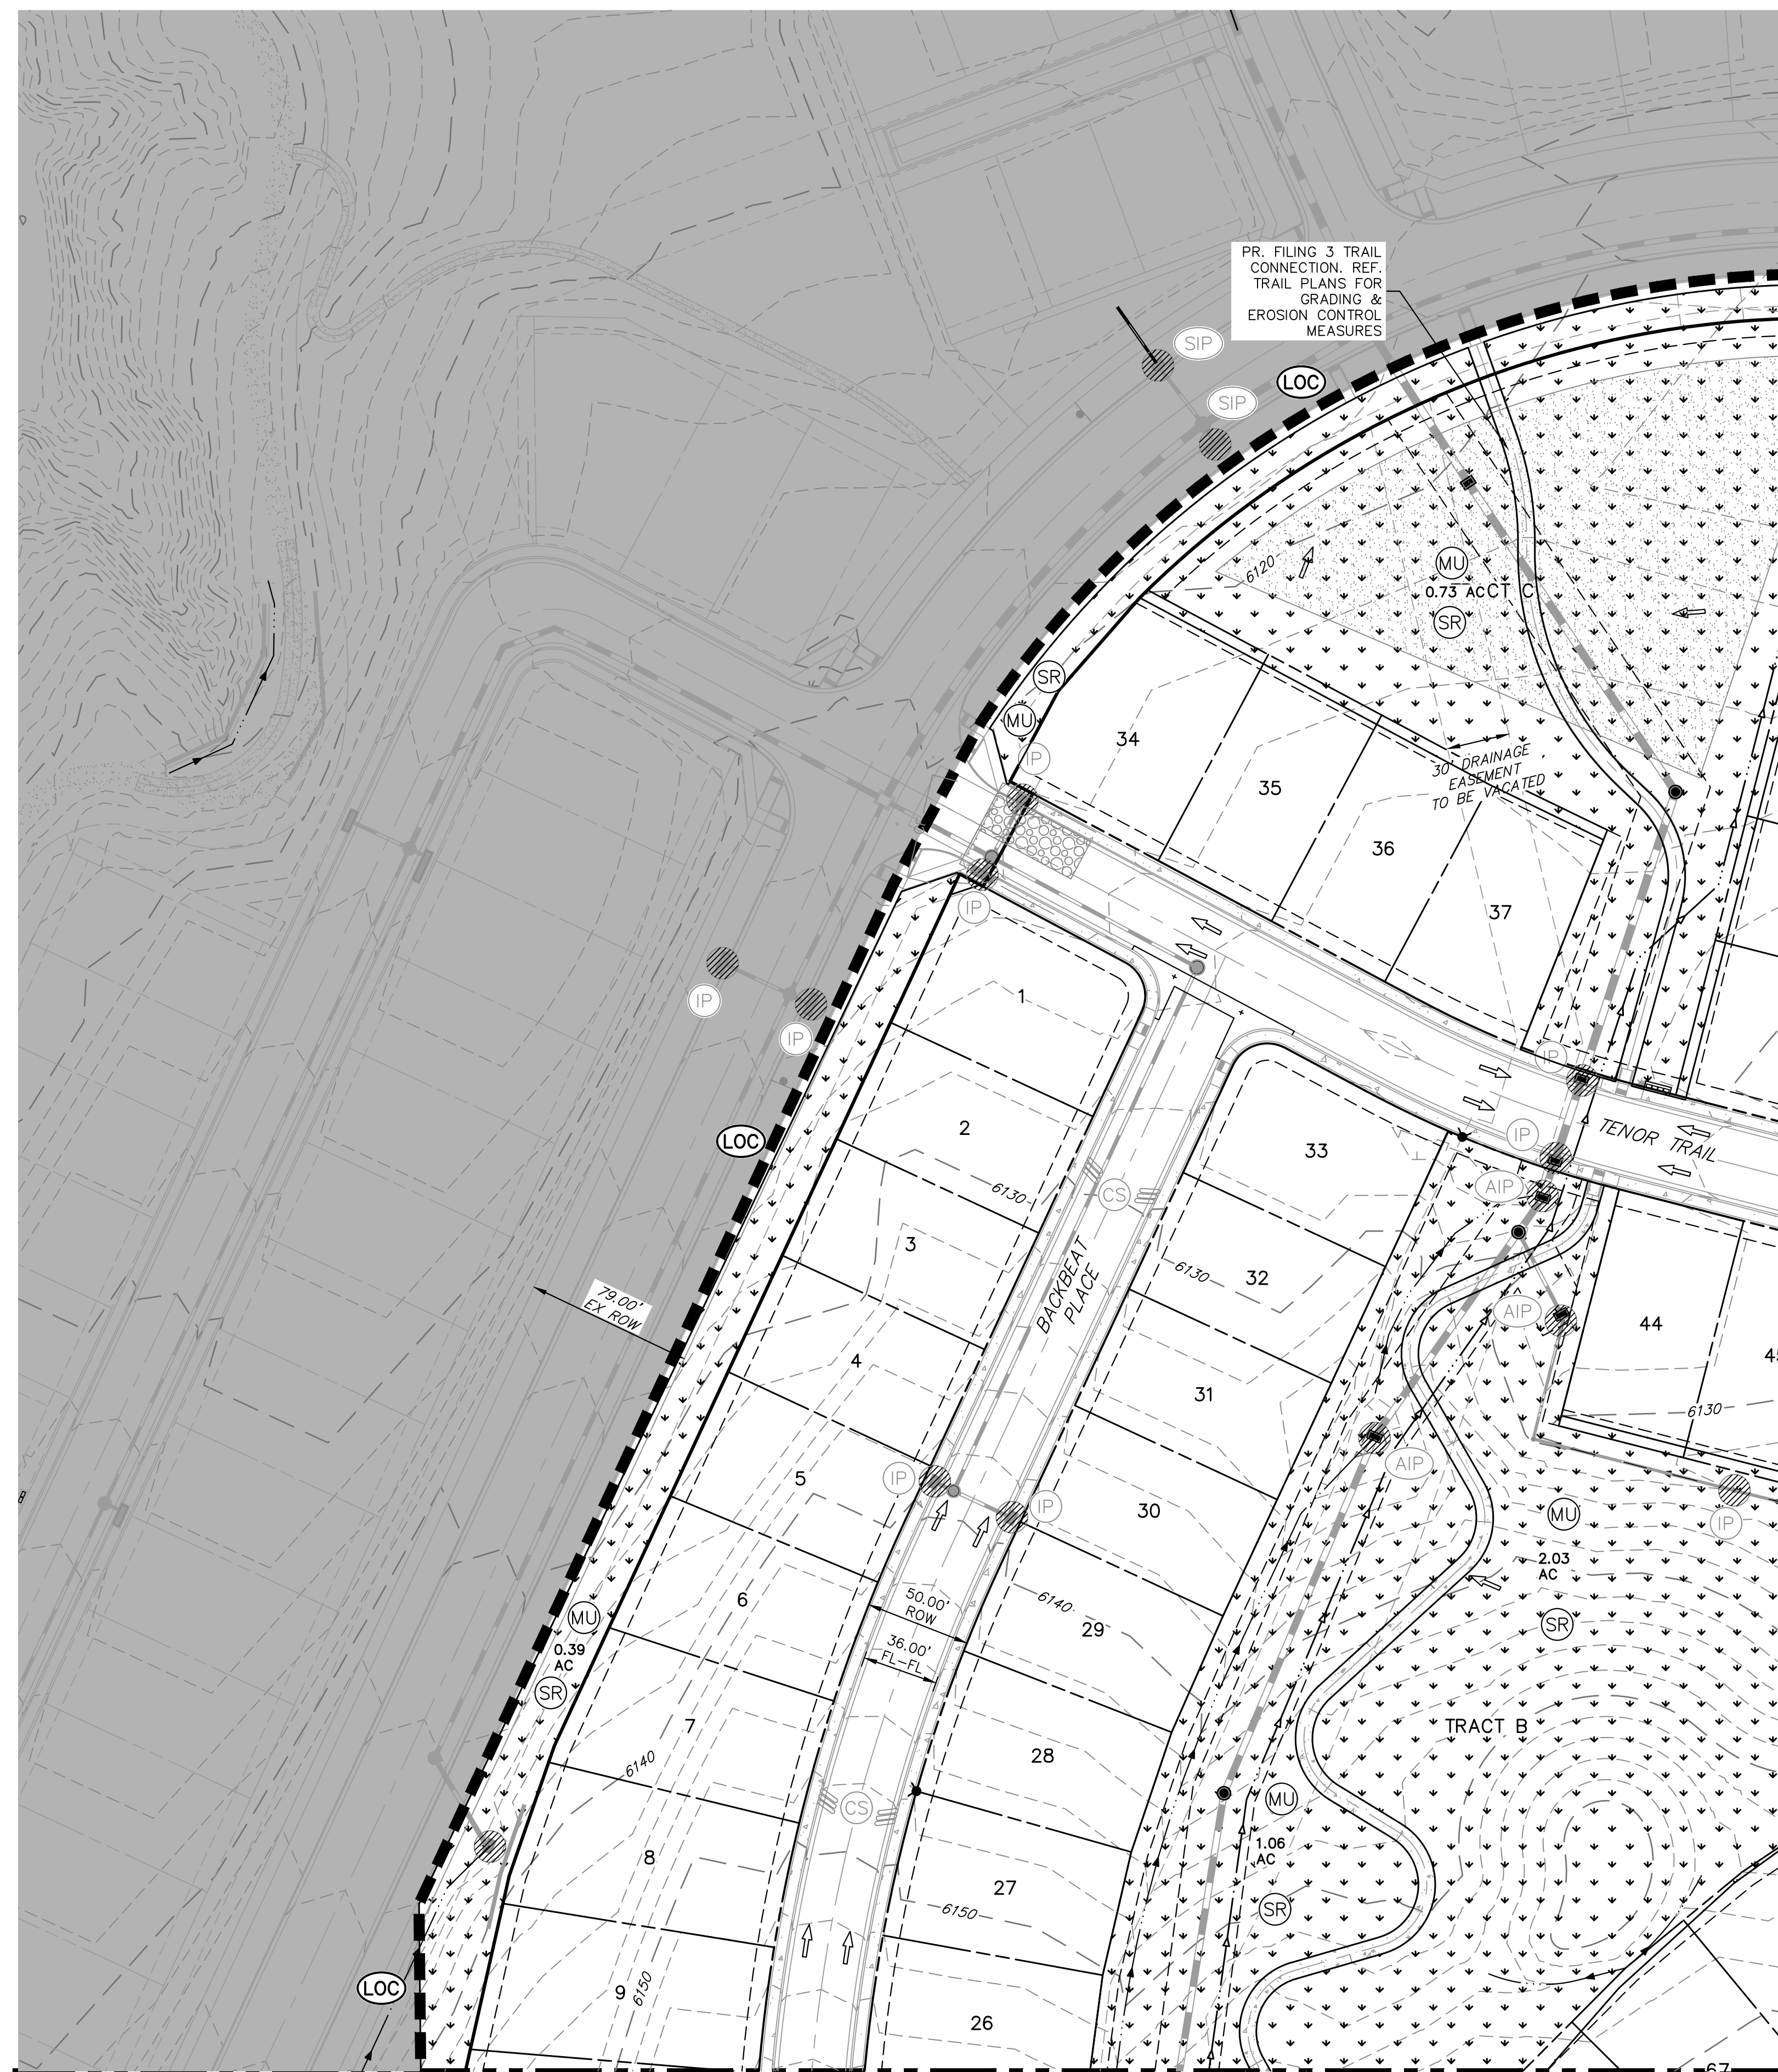 PR. FILING 3 TRAIL
CONNECTION. REF.
TRAIL PLANS FOR
GRADING &
EROSION CONTROL
MEASURES
SIP
SIP
LOC
6120
MU
0.73 AC
CT C
SR
SR
MU
IP
34
35
36
37
30' DRAINAGE
EASEMENT
TO BE VACATED
IP
IP
IP
1
2
3
4
5
6
7
8
9
LOC
79.00'
EX ROW
6130
CS
BACKBEAT
PLACE
33
32
6130
31
30
29
28
27
26
IP
IP
AIP
AIP
AIP
TENOR TRAIL
44
6130
IP
IP
IP
MU
2.03
AC
SR
TRACT B
50.00'
ROW
36.00'
FL-FL
6140
MU
0.39
AC
SR
6140
CS
MU
1.06
AC
SR
6150
6150
LOC
67